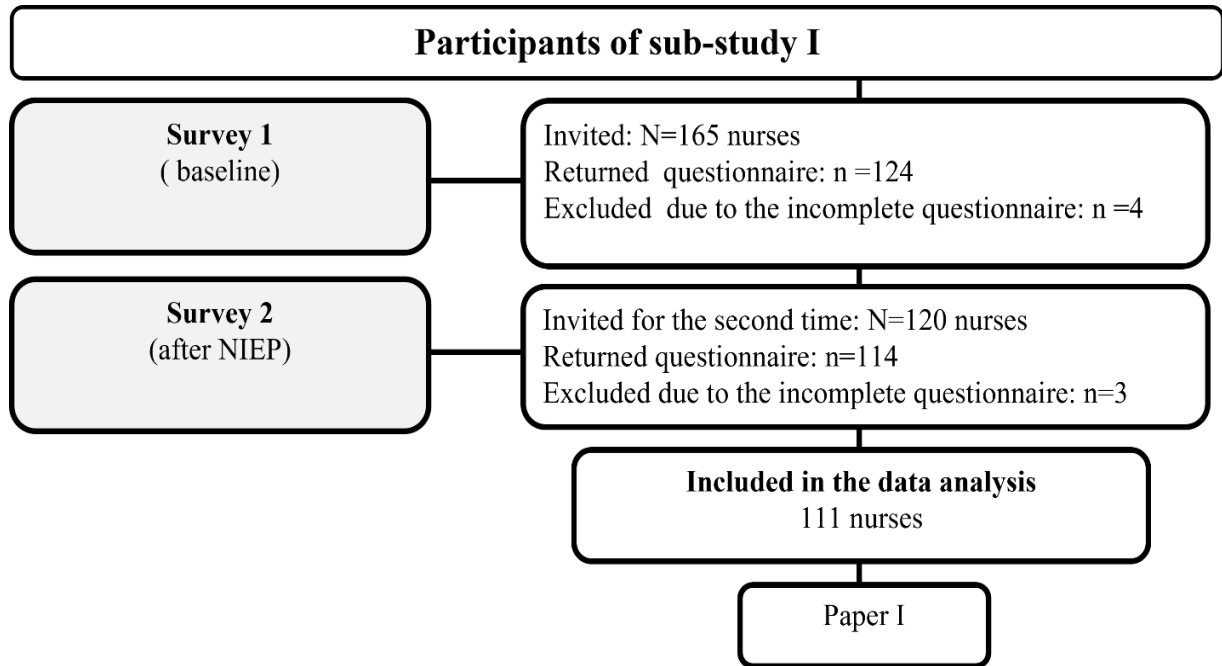 Participants of sub-study I
Survey 1
( baseline)
Invited: N=165 nurses
Returned  questionnaire: n =124
Excluded  due to the incomplete questionnaire: n =4
Survey 2
(after NIEP)
Invited for the second time: N=120 nurses
Returned questionnaire: n=114
Excluded due to the incomplete questionnaire: n=3
Included in the data analysis
111 nurses
Paper I